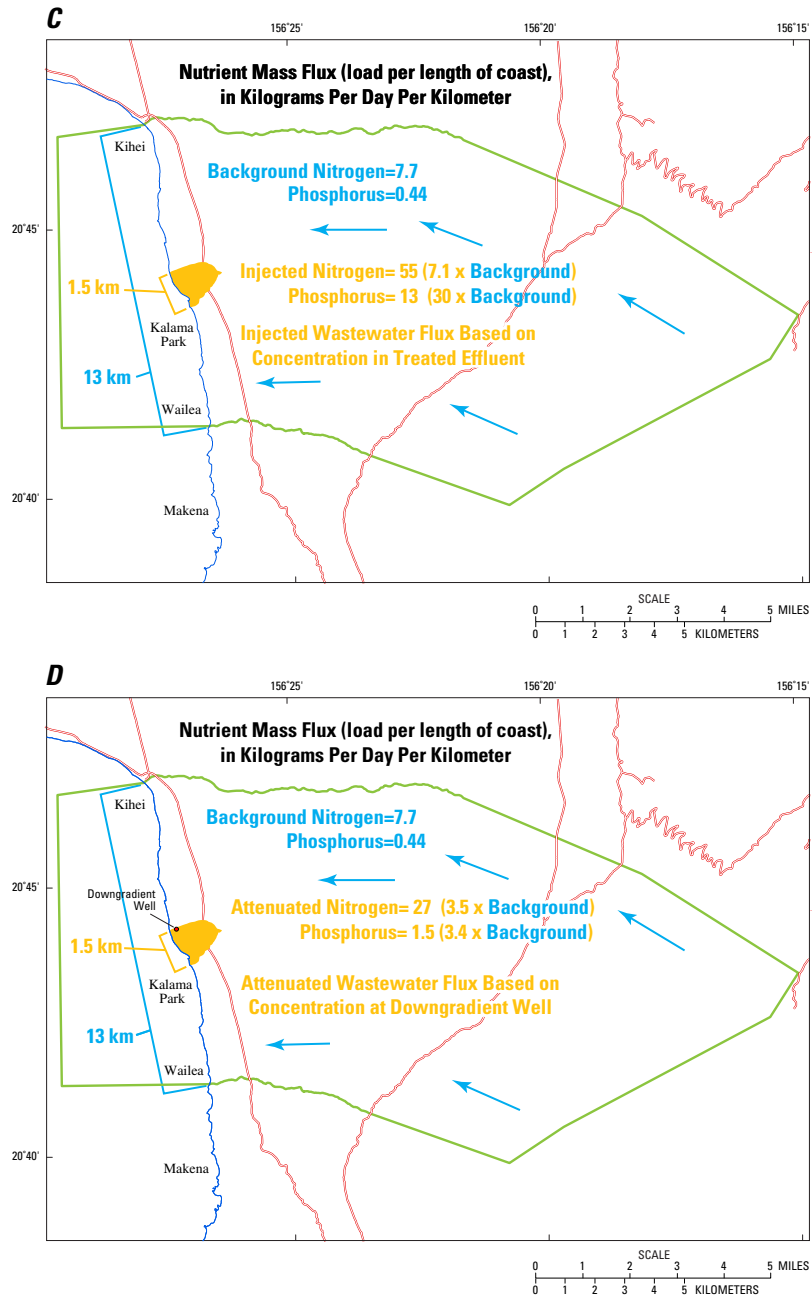 C
156°25'
156°20'
156°15'
Nutrient Mass Flux (load per length of coast),
in Kilograms Per Day Per Kilometer
Kihei
Background Nitrogen=7.7
Phosphorus=0.44
20°45'
1.5 km
Injected Nitrogen= 55 (7.1 x Background)
Phosphorus= 13 (30 x Background)
Kalama
Park
Injected Wastewater Flux Based on
Concentration in Treated Effluent
13 km
Wailea
20°40'
Makena
SCALE
0 1 2 3 4 5 MILES
0 1 2 3 4 5 KILOMETERS
D
156°25'
156°20'
156°15'
Nutrient Mass Flux (load per length of coast),
in Kilograms Per Day Per Kilometer
Kihei
Background Nitrogen=7.7
Phosphorus=0.44
20°45'
Downgradient
Well
1.5 km
Attenuated Nitrogen= 27 (3.5 x Background)
Phosphorus= 1.5 (3.4 x Background)
Kalama
Park
Attenuated Wastewater Flux Based on
Concentration at Downgradient Well
13 km
Wailea
20°40'
Makena
SCALE
0 1 2 3 4 5 MILES
0 1 2 3 4 5 KILOMETERS